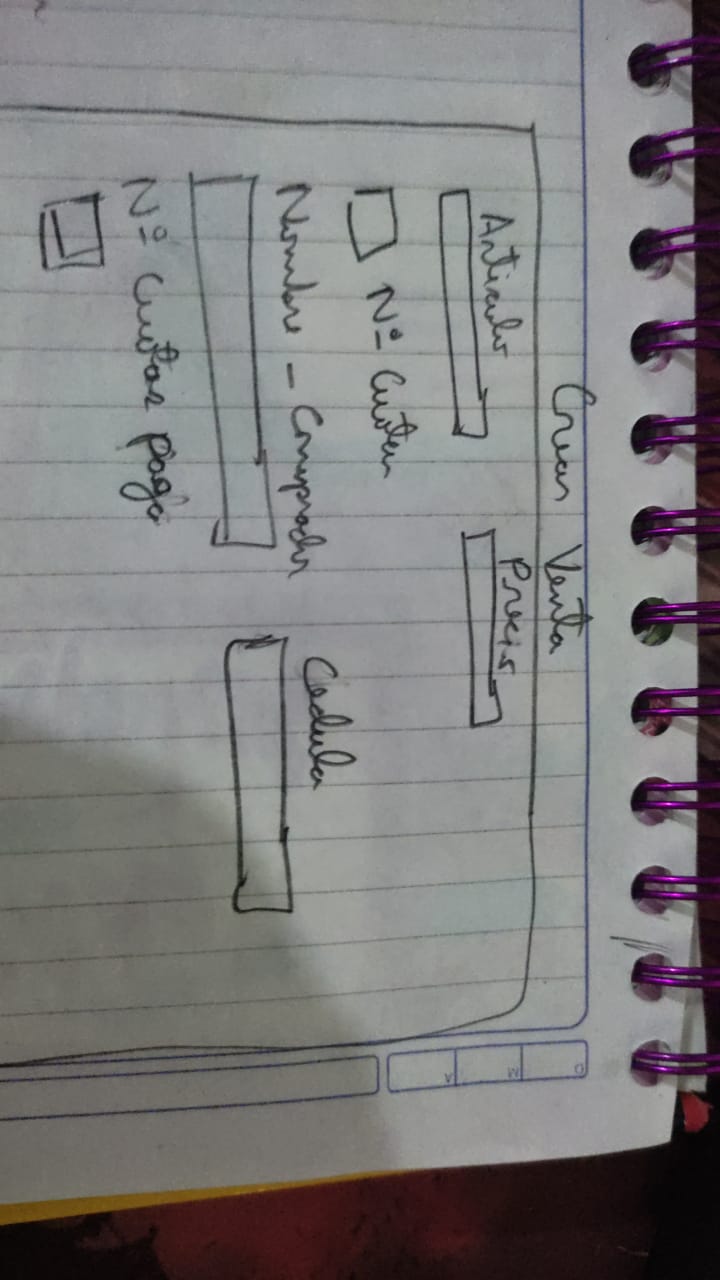 Crear Venta
Articulo Precio
Nº Cuotas
Nombre - Comprador Cedula
Nº Cuotas pago
O M A